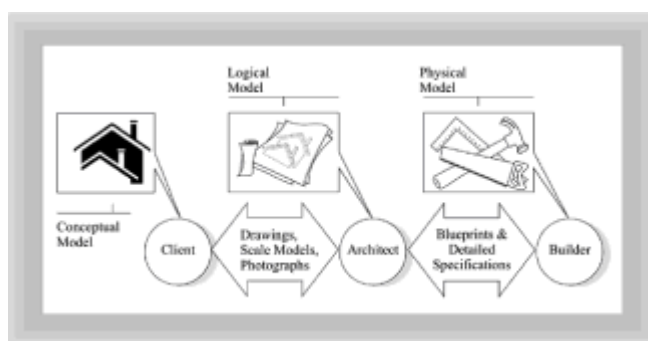 Logical
Model
Physical
Model
Conceptual
Model
Client
Drawings,
Scale Models,
Photographs
Architect
Blueprints &
Detailed
Specifications
Builder